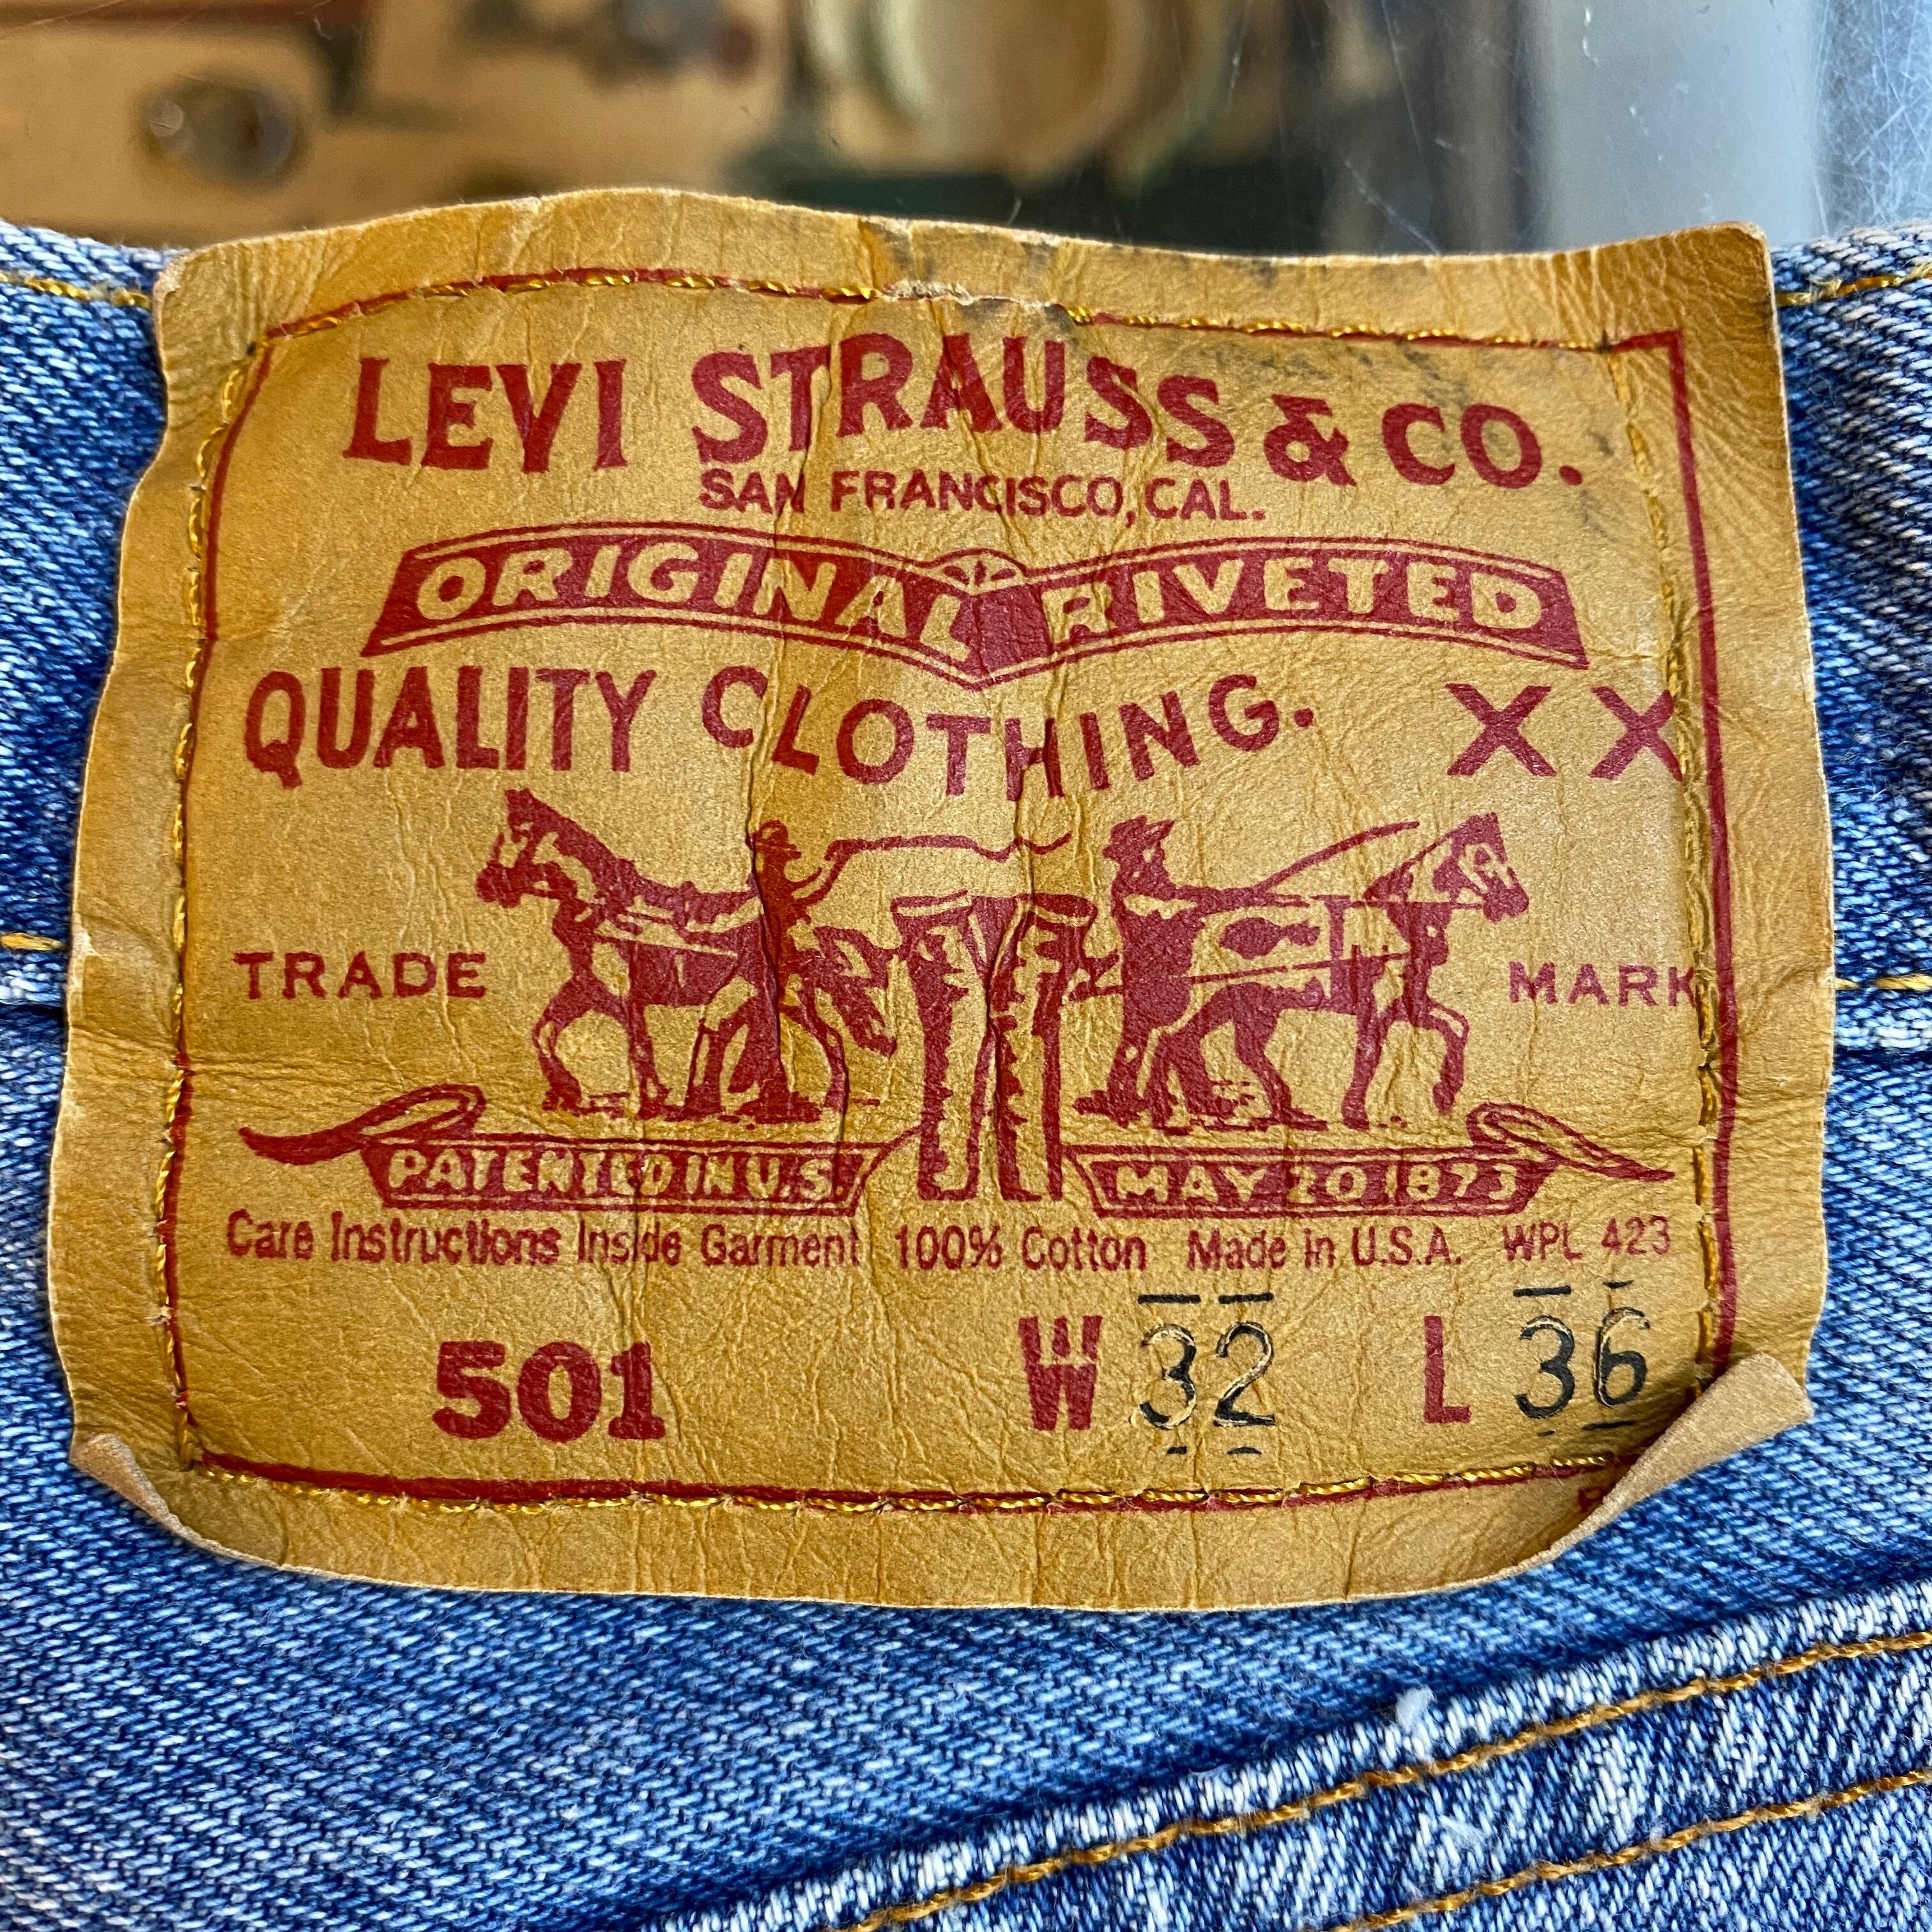 LEVI STRAUSS & CO.
SAN FRANCISCO, CAL.
ORIGINAL RIVETED
QUALITY CLOTHING. XX
TRADE MARK
PATENTED IN U.S. MAY 20 1873
Care Instructions Inside Garment 100% Cotton Made in U.S.A. WPL 423
501 W 32 L 36